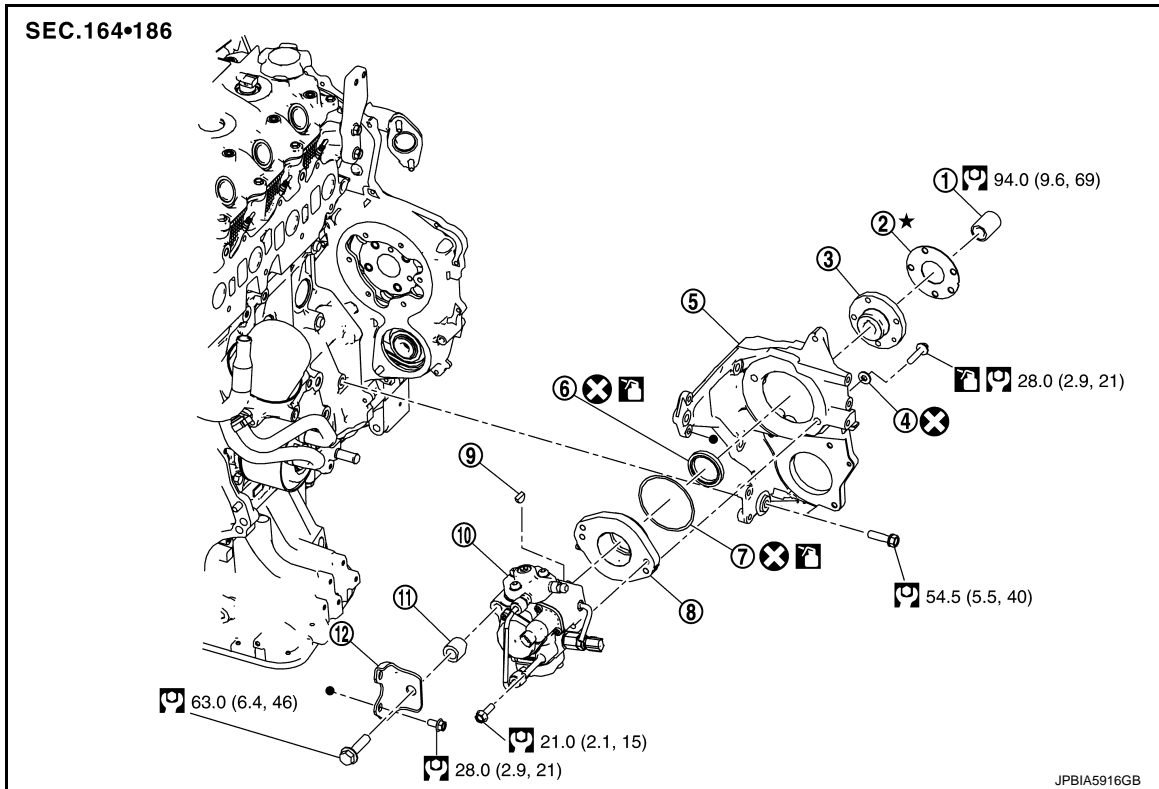 SEC.164•186
① 94.0 (9.6, 69)
② ★
③
⑤
⑥
28.0 (2.9, 21)
④
⑨
⑩
⑦
⑧
54.5 (5.5, 40)
⑪
⑫
63.0 (6.4, 46)
21.0 (2.1, 15)
28.0 (2.9, 21)
JPBIA5916GB